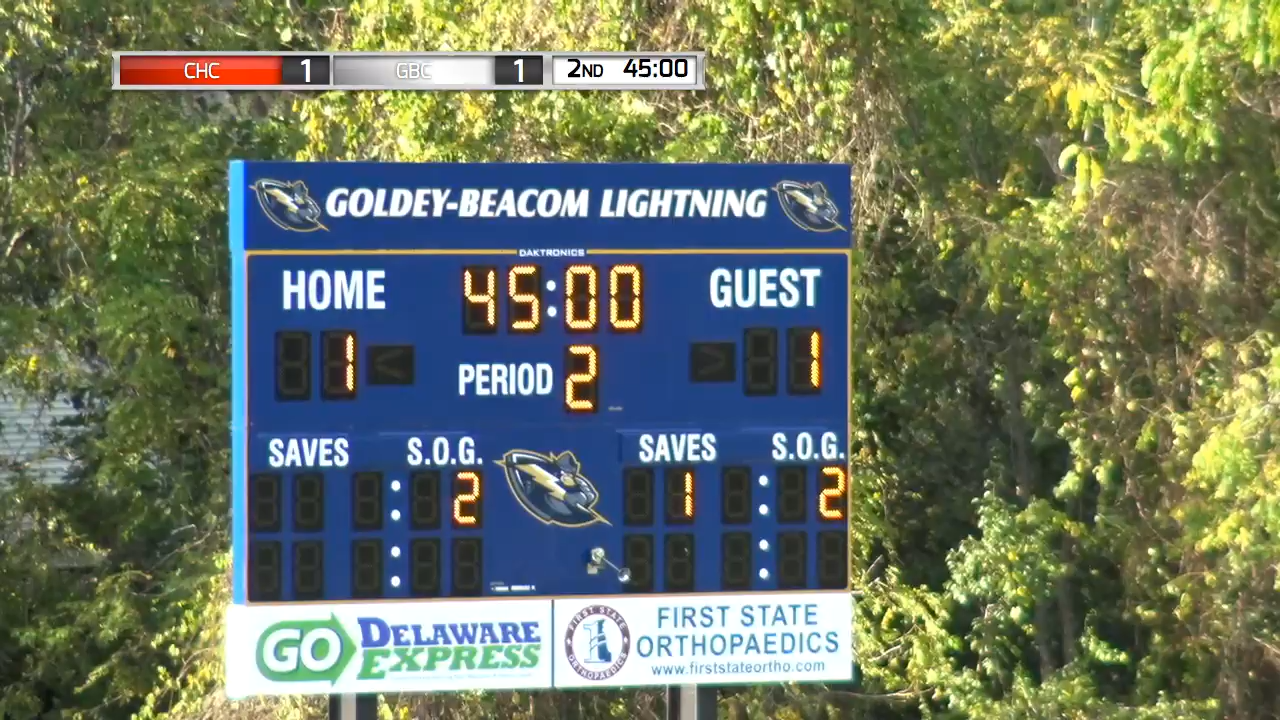 CHC 1 GBC 1 2ND 45:00
GOLDEY-BEACOM LIGHTNING
DAKTRONICS
HOME 45:00 GUEST
1 PERIOD 2 1
SAVES S.O.G. SAVES S.O.G.
2 1 2
GO DELAWARE EXPRESS
FIRST STATE ORTHOPAEDICS
FIRST STATE
ORTHOPAEDICS
www.firststateortho.com